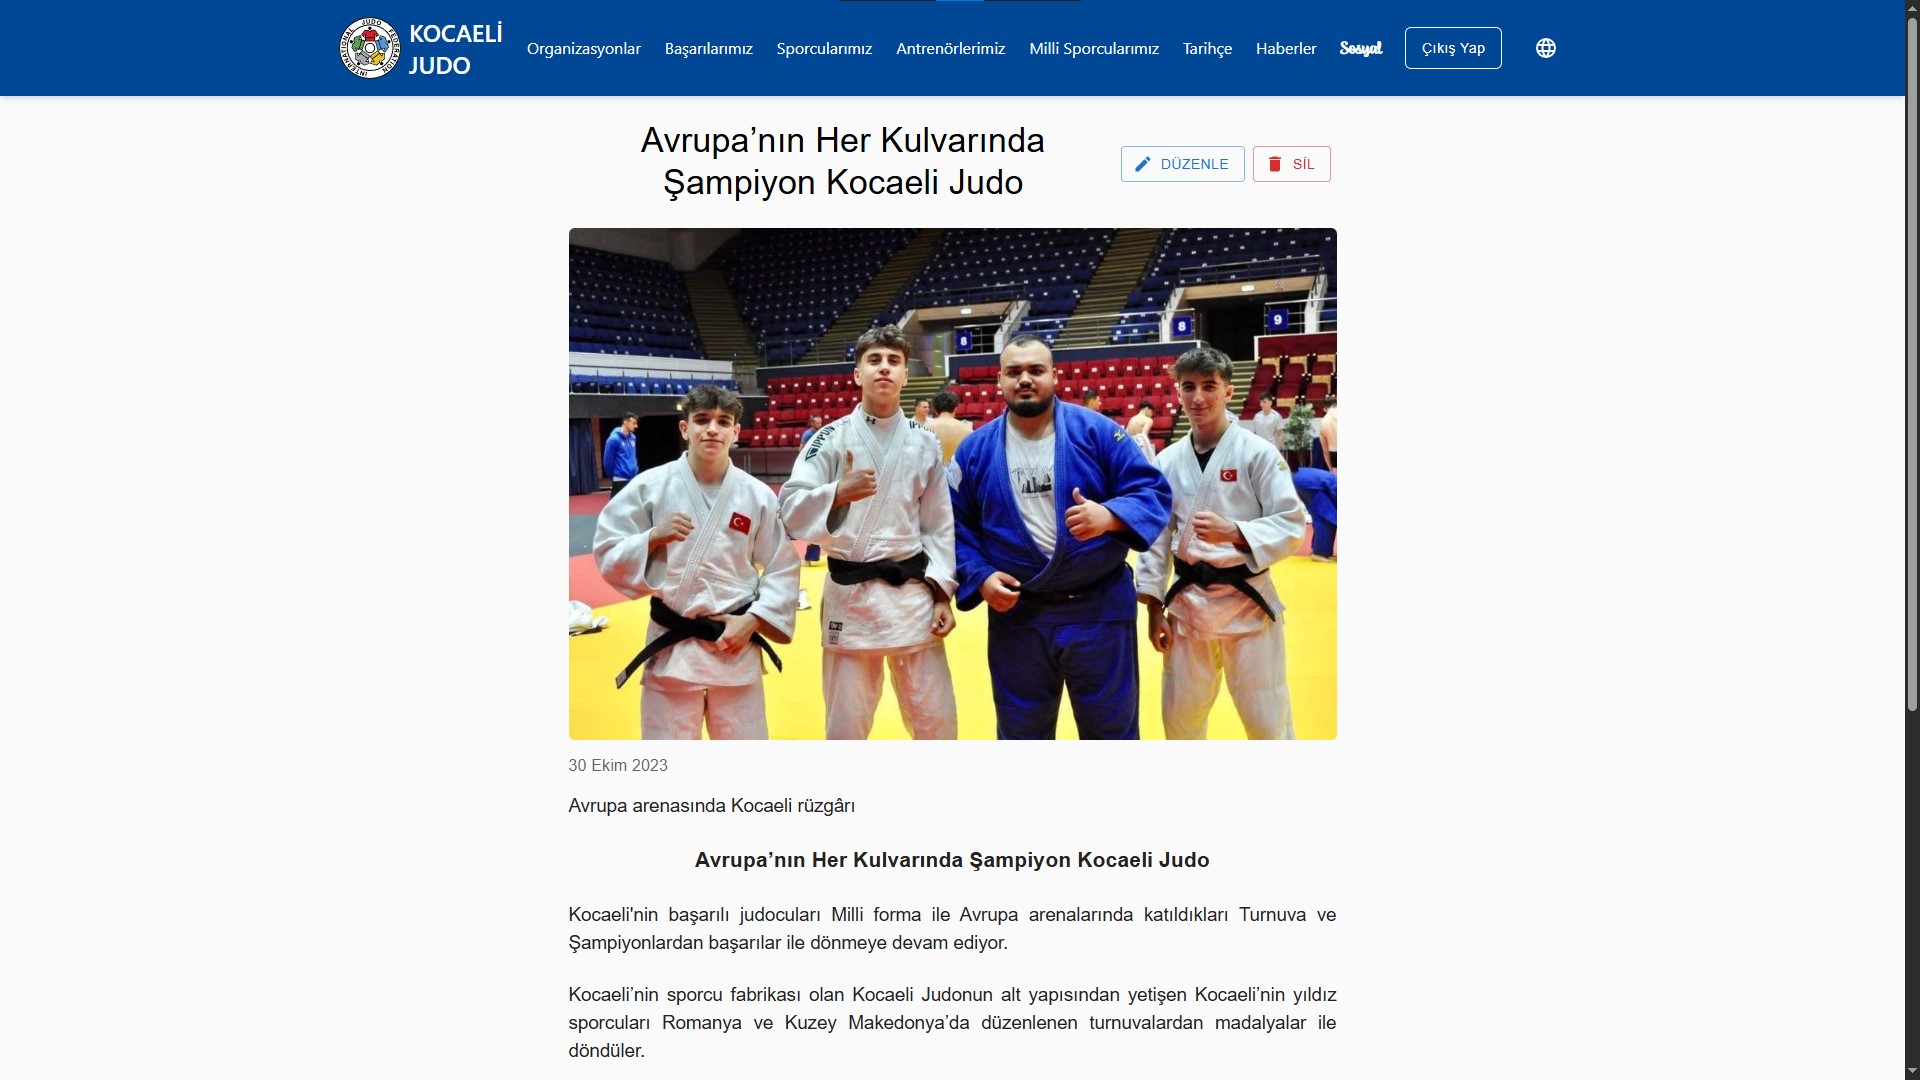 KOCAELİ
JUDO
Organizasyonlar
Başarılarımız
Sporcularımız
Antrenörlerimiz
Milli Sporcularımız
Tarihçe
Haberler
Sosyal
Çıkış Yap
Avrupa’nın Her Kulvarında
Şampiyon Kocaeli Judo
DÜZENLE
SİL
8
8
9
IPPON
30 Ekim 2023
Avrupa arenasında Kocaeli rüzgârı
Avrupa’nın Her Kulvarında Şampiyon Kocaeli Judo
Kocaeli'nin başarılı judocuları Milli forma ile Avrupa arenalarında katıldıkları Turnuva ve
Şampiyonlardan başarılar ile dönmeye devam ediyor.
Kocaeli’nin sporcu fabrikası olan Kocaeli Judonun alt yapısından yetişen Kocaeli’nin yıldız
sporcuları Romanya ve Kuzey Makedonya’da düzenlenen turnuvalardan madalyalar ile
döndüler.